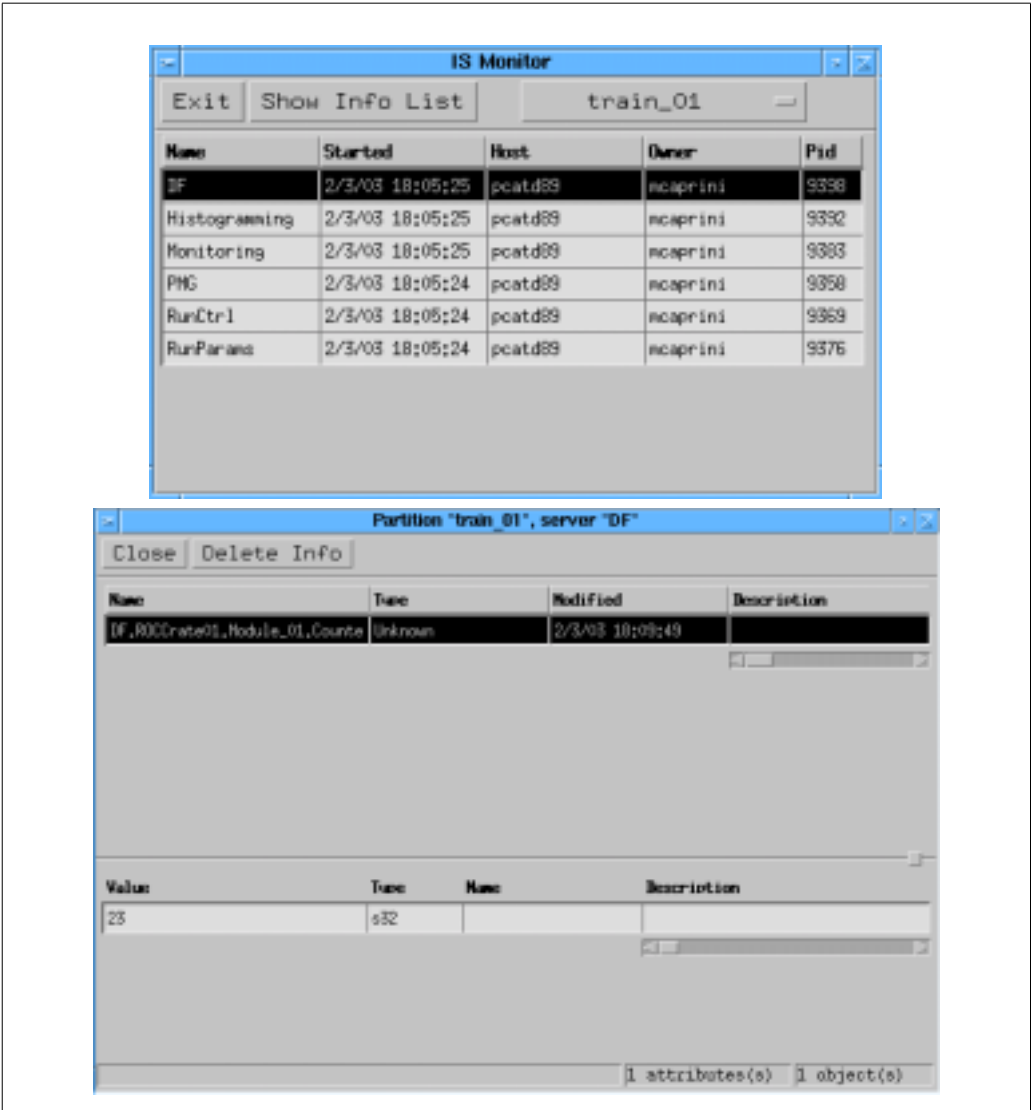 IS Monitor
Exit Show Info List train_01
Name Started Host Owner Pid
DF 2/3/03 18:05:25 pcatd89 mcaprini 9398
Histogramming 2/3/03 18:05:25 pcatd89 mcaprini 9392
Monitoring 2/3/03 18:05:25 pcatd89 mcaprini 9383
PMG 2/3/03 18:05:24 pcatd89 mcaprini 9358
RunCtrl 2/3/03 18:05:24 pcatd89 mcaprini 9369
RunParams 2/3/03 18:05:24 pcatd89 mcaprini 9376
Partition "train_01", server "DF"
Close Delete Info
Name Type Modified Description
DF.ROCCrate01.Module_01.Counte Unknown 2/3/03 18:09:49
Value Type Name Description
23 s32
1 attributes(s) 1 object(s)